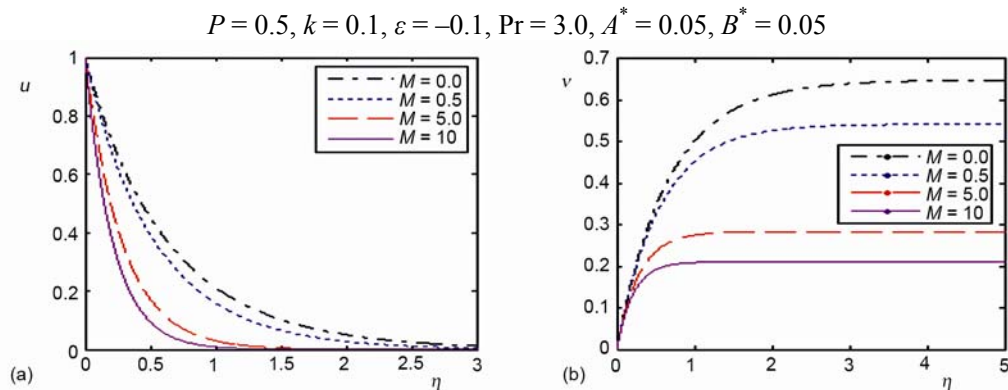 P = 0.5, k = 0.1, ε = –0.1, Pr = 3.0, A* = 0.05, B* = 0.05
u
1
0.8
0.6
0.4
0.2
0
0 0.5 1 1.5 2 2.5 3
M = 0.0
M = 0.5
M = 5.0
M = 10
(a)
η
v
0.7
0.6
0.5
0.4
0.3
0.2
0.1
0
0 1 2 3 4 5
M = 0.0
M = 0.5
M = 5.0
M = 10
(b)
η